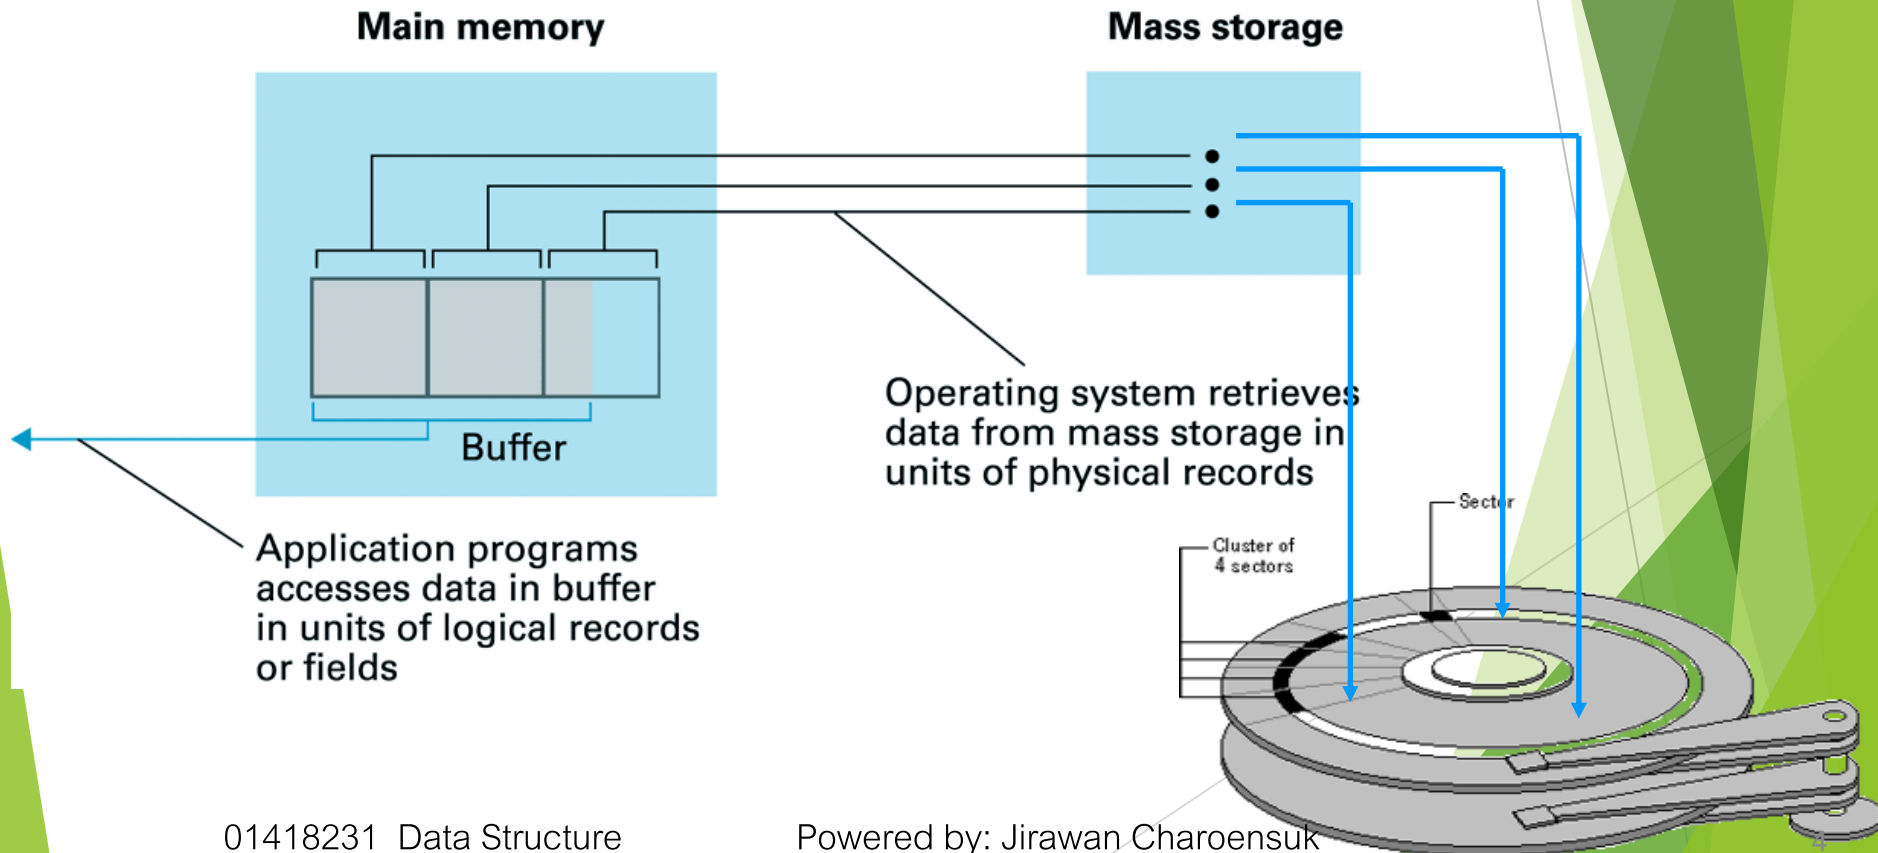 Main memory
Mass storage
Buffer
Operating system retrieves
data from mass storage in
units of physical records
Application programs
accesses data in buffer
in units of logical records
or fields
Sector
Cluster of
4 sectors
01418231 Data Structure
Powered by: Jirawan Charoensuk
4